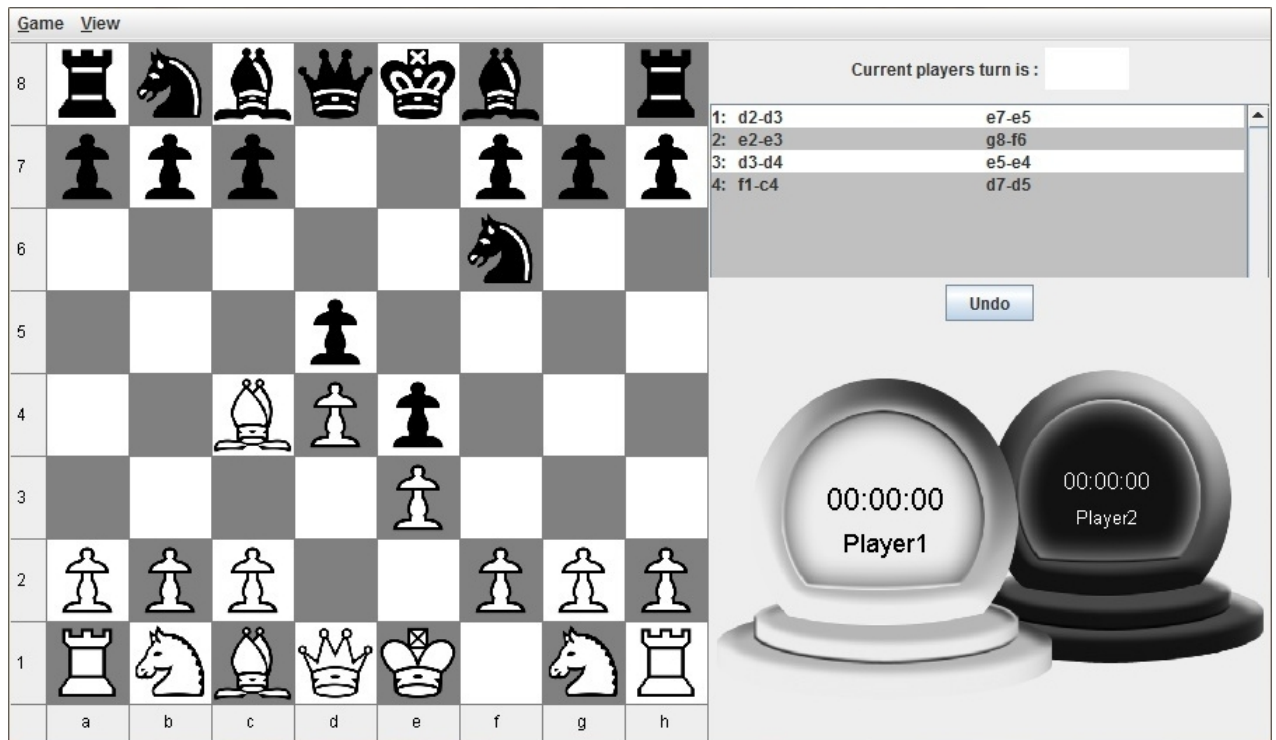 Game View
8
7
6
5
4
3
2
1
a b c d e f g h
Current players turn is :
1: d2-d3 e7-e5
2: e2-e3 g8-f6
3: d3-d4 e5-e4
4: f1-c4 d7-d5
Undo
00:00:00
Player1
00:00:00
Player2